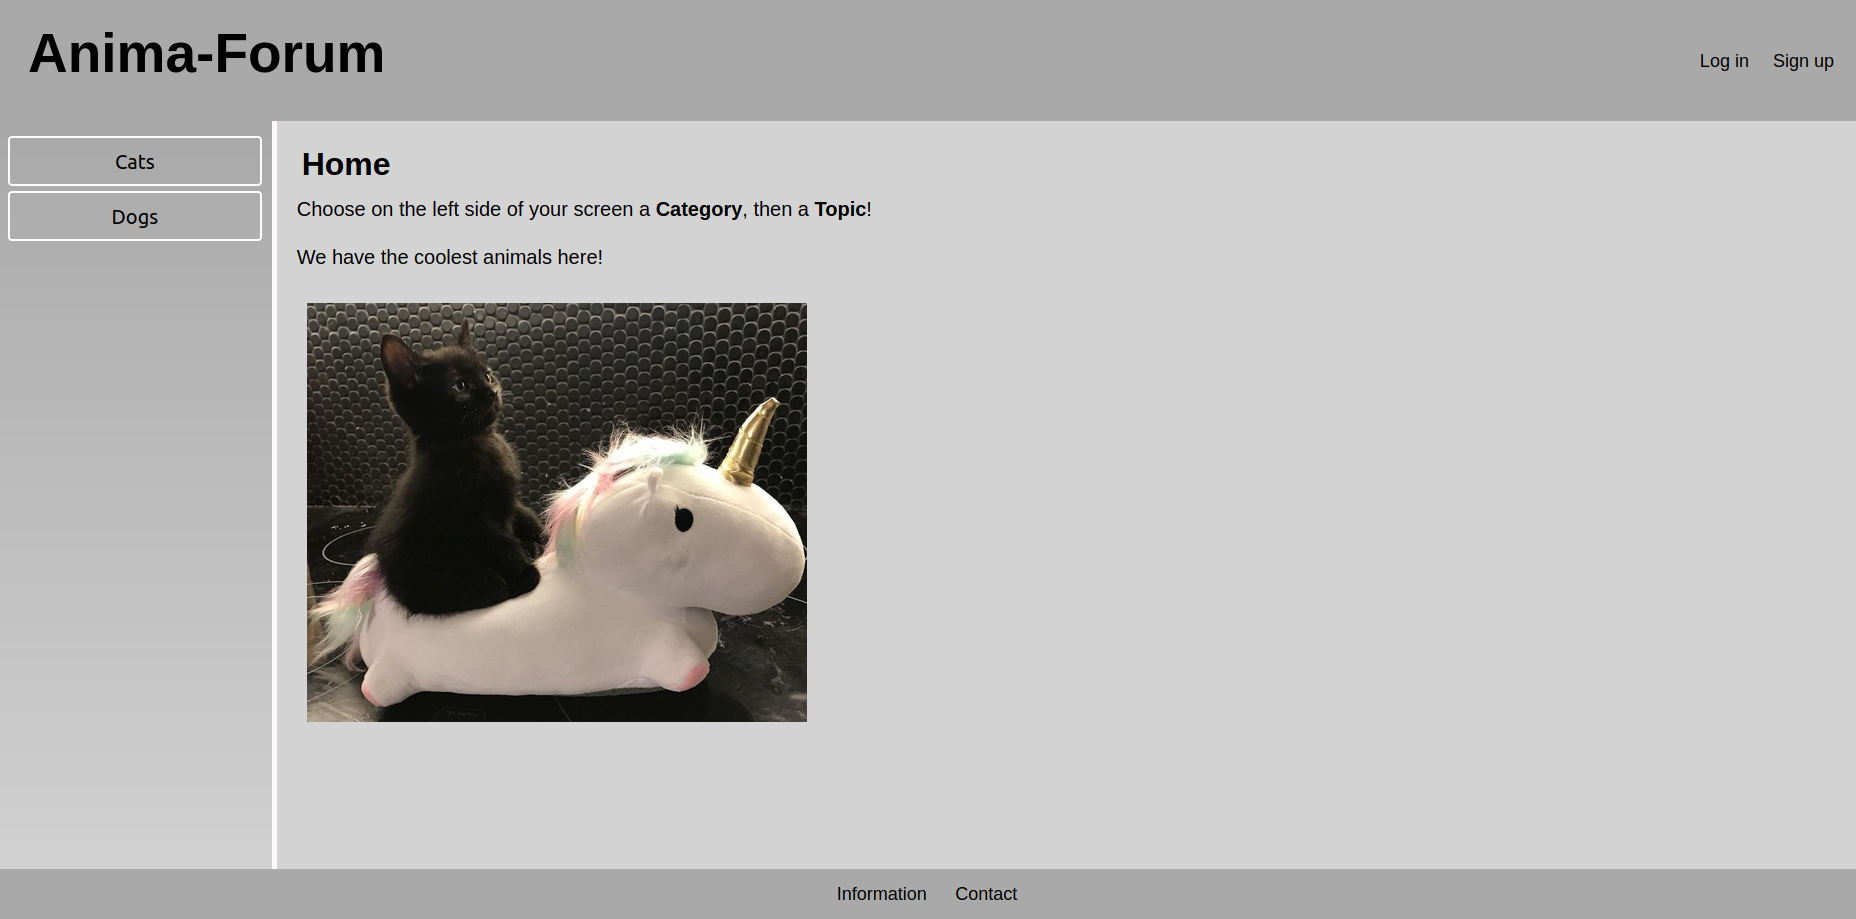 Anima-Forum
Log in Sign up
Cats
Dogs
Home
Choose on the left side of your screen a Category, then a Topic!
We have the coolest animals here!
Information Contact